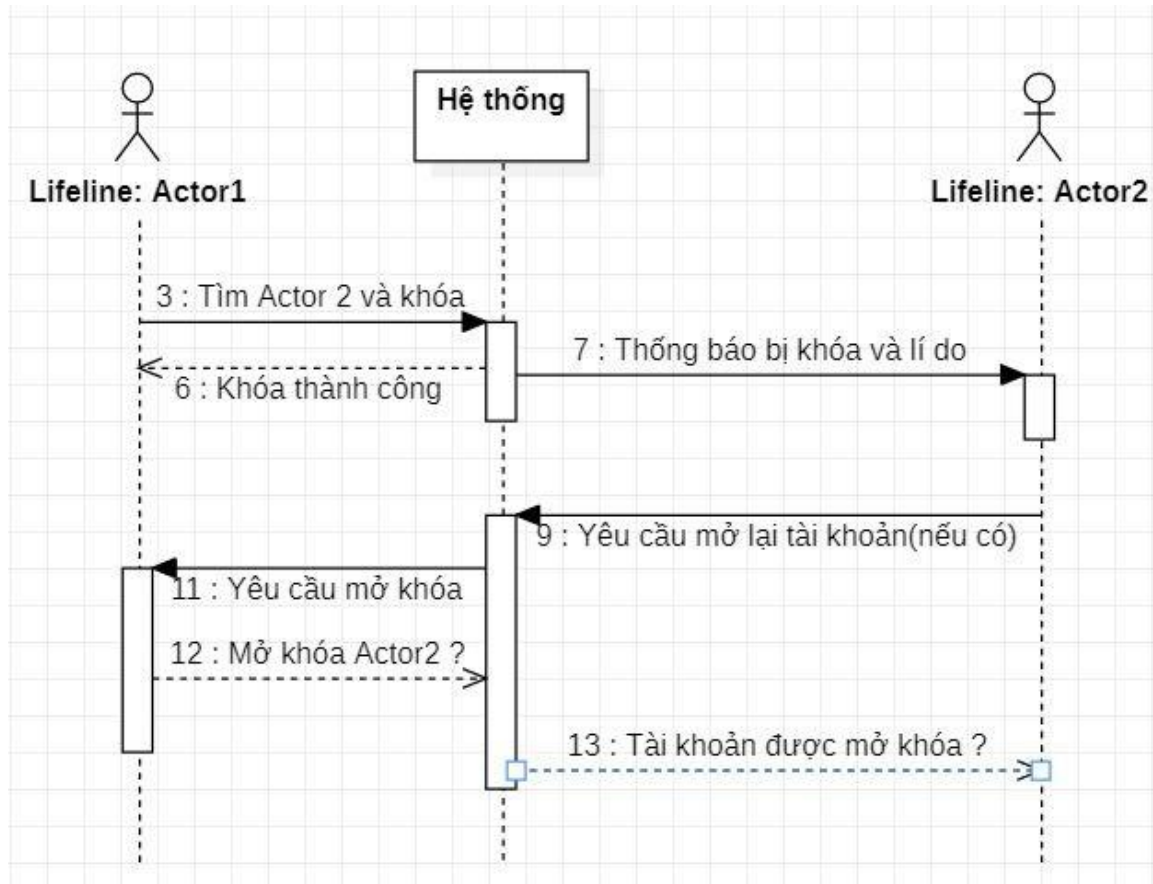 Hệ thống
Lifeline: Actor1
Lifeline: Actor2
3 : Tìm Actor 2 và khóa
7 : Thống báo bị khóa và lí do
6 : Khóa thành công
9 : Yêu cầu mở lại tài khoản(nếu có)
11 : Yêu cầu mở khóa
12 : Mở khóa Actor2 ?
13 : Tài khoản được mở khóa ?